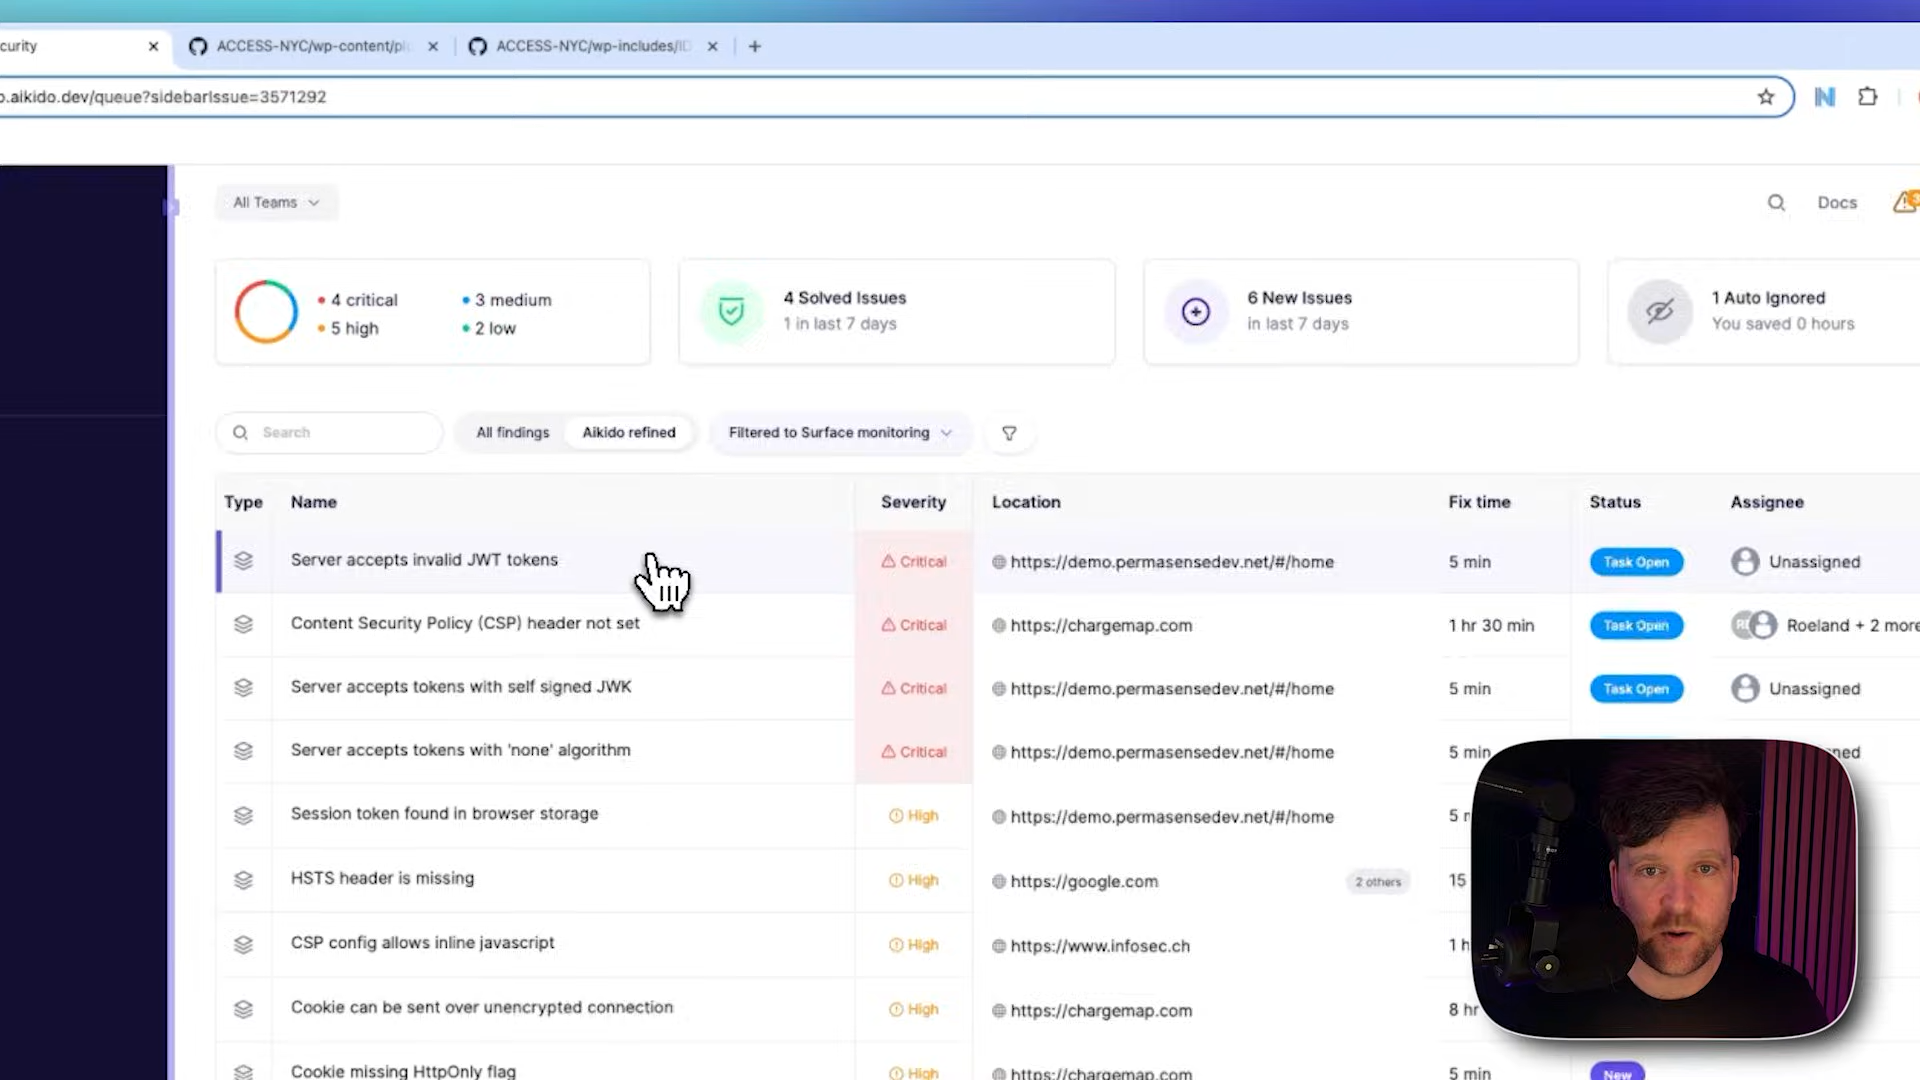 curity
ACCESS-NYC/wp-content/pl
ACCESS-NYC/wp-includes/ID
.aikido.dev/queue?sidebarIssue=3571292
All Teams
Docs
4 critical
3 medium
5 high
2 low
4 Solved Issues
1 in last 7 days
6 New Issues
in last 7 days
1 Auto Ignored
You saved 0 hours
Search
All findings
Aikido refined
Filtered to Surface monitoring
Type Name Severity Location Fix time Status Assignee
Server accepts invalid JWT tokens Critical https://demo.permasensedev.net/#/home 5 min Task Open Unassigned
Content Security Policy (CSP) header not set Critical https://chargemap.com 1 hr 30 min Task Open Roeland + 2 more
Server accepts tokens with self signed JWK Critical https://demo.permasensedev.net/#/home 5 min Task Open Unassigned
Server accepts tokens with 'none' algorithm Critical https://demo.permasensedev.net/#/home 5 min ned
Session token found in browser storage High https://demo.permasensedev.net/#/home 5
HSTS header is missing High https://google.com 2 others 15
CSP config allows inline javascript High https://www.infosec.ch 1 h
Cookie can be sent over unencrypted connection High https://chargemap.com 8 hr
Cookie missing HttpOnly flag High https://chargemap.com 5 min New